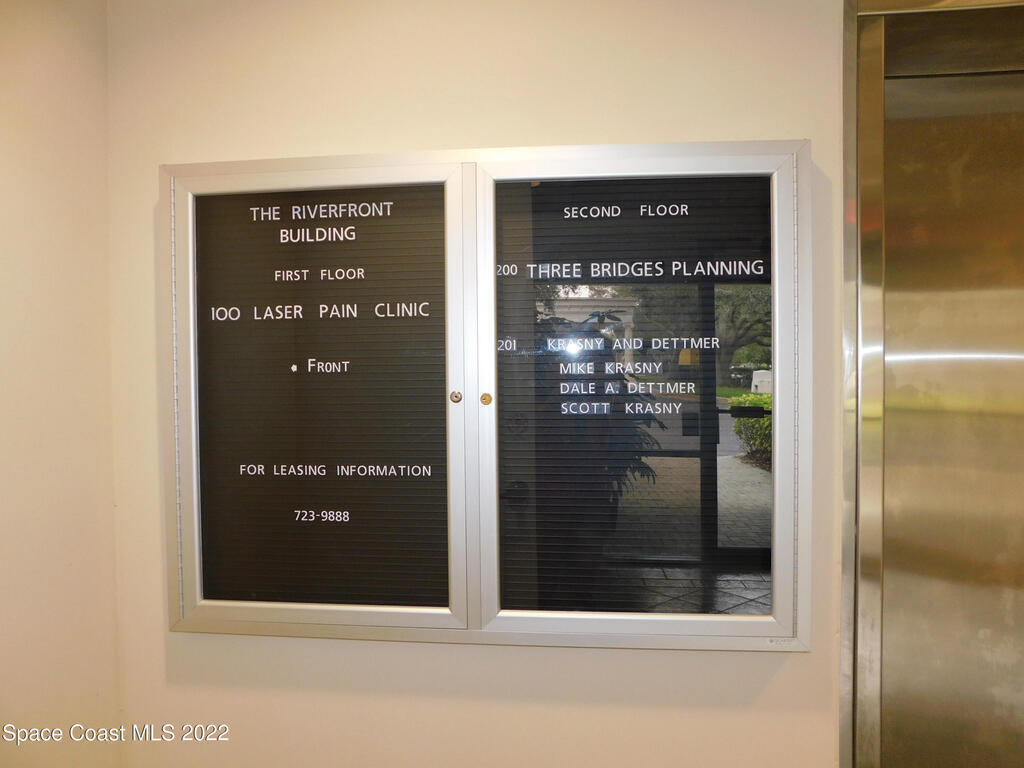 THE RIVERFRONT
BUILDING
FIRST FLOOR
100 LASER PAIN CLINIC
FRONT
FOR LEASING INFORMATION
723-9888
SECOND FLOOR
200 THREE BRIDGES PLANNING
201 KRASNY AND DETTMER
MIKE KRASNY
DALE A. DETTMER
SCOTT KRASNY
Space Coast MLS 2022